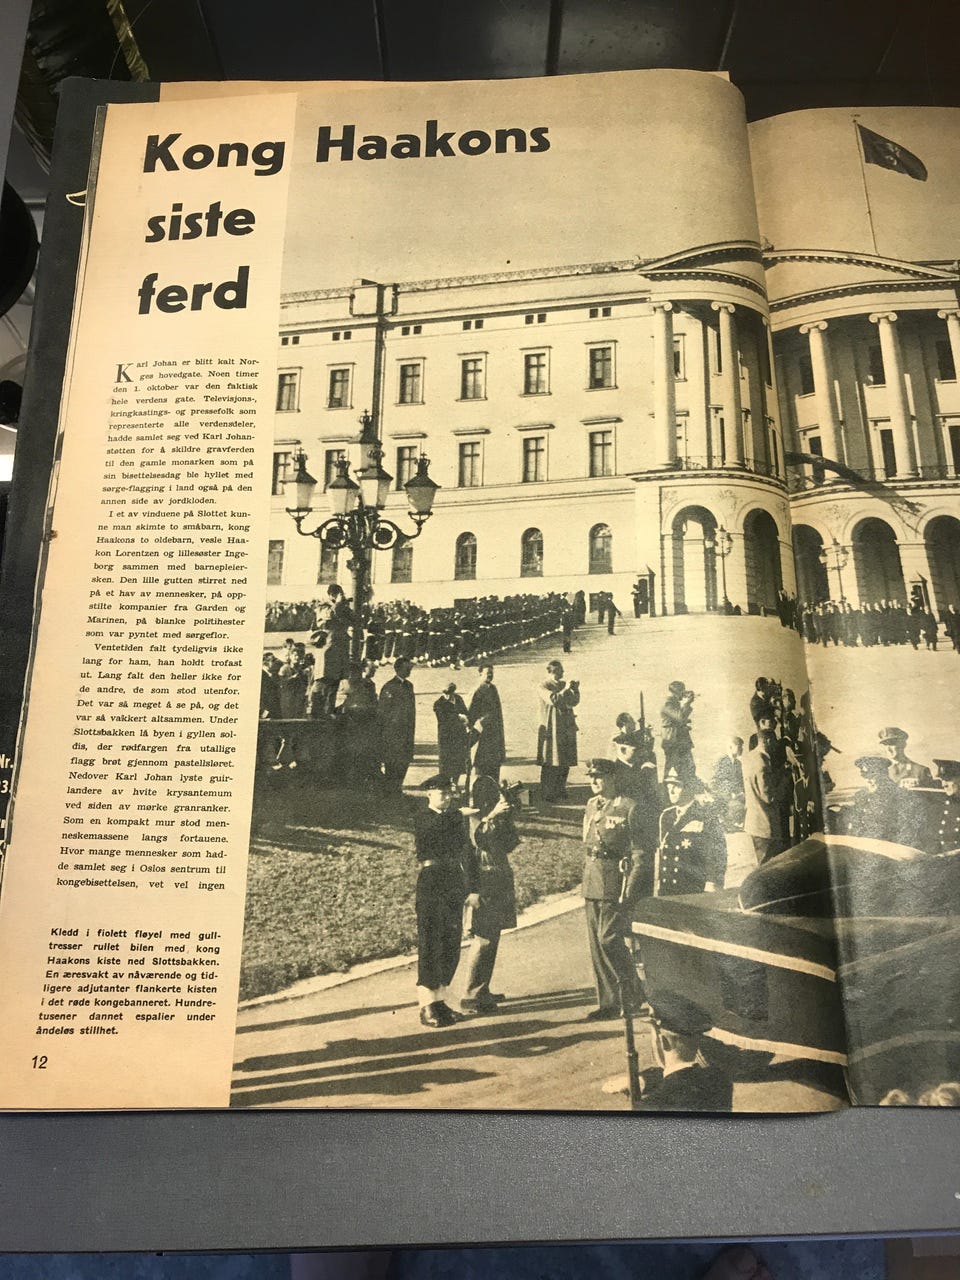 Kong Haakons
siste
ferd
Karl Johan er blitt kalt Nor-
ges hovedgate. Noen timer
den 1. oktober var den faktisk
hele verdens gate. Televisjons-,
kringkastings- og pressefolk som
representerte alle verdensdeler,
hadde samlet seg ved Karl Johan-
støtten for å skildre gravferden
til den gamle monarken som på
sin bisettelsesdag ble hyllet med
sørge-flagging i land også på den
annen side av jordkloden.
I et av vinduene på Slottet kun-
ne man skimte to småbarn, kong
Haakons to oldebarn, vesle Haa-
kon Lorentzen og lillesøster Inge-
borg sammen med barnepleier-
sken. Den lille gutten stirret ned
på et hav av mennesker, på opp-
stilte kompanier fra Garden og
Marinen, på blanke politihester
som var pyntet med sørgeflor.
Ventetiden falt tydeligvis ikke
lang for ham, han holdt trofast
ut. Lang falt den heller ikke for
de andre, de som stod utenfor.
Det var så meget å se på, og det
var så vakkert altsammen. Under
Slottsbakken lå byen i gyllen sol-
dis, der rødfargen fra utallige
flagg brøt gjennom pastellsløret.
Nedover Karl Johan lyste guir-
landere av hvite krysantemum
ved siden av mørke granranker.
Som en kompakt mur stod men-
neskemassene langs fortauene.
Hvor mange mennesker som had-
de samlet seg i Oslos sentrum til
kongebisettelsen, vet vel ingen
Kledd i fiolett fløyel med gull-
tresser rullet bilen med kong
Haakons kiste ned Slottsbakken.
En æresvakt av nåværende og tid-
ligere adjutanter flankerte kisten
i det røde kongebanneret. Hundre-
tusener dannet espalier under
åndeløs stillhet.
12